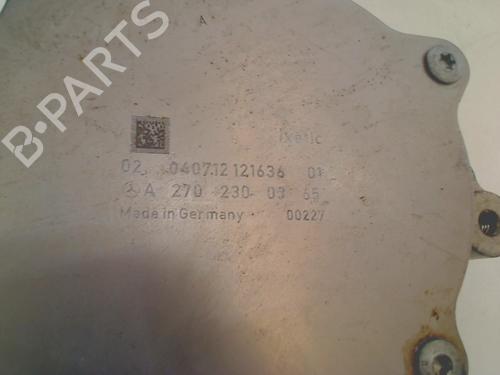 B-PARTS
A
ixetic
02 040712 121636 01
A 270 230 03 65
Made in Germany 00227